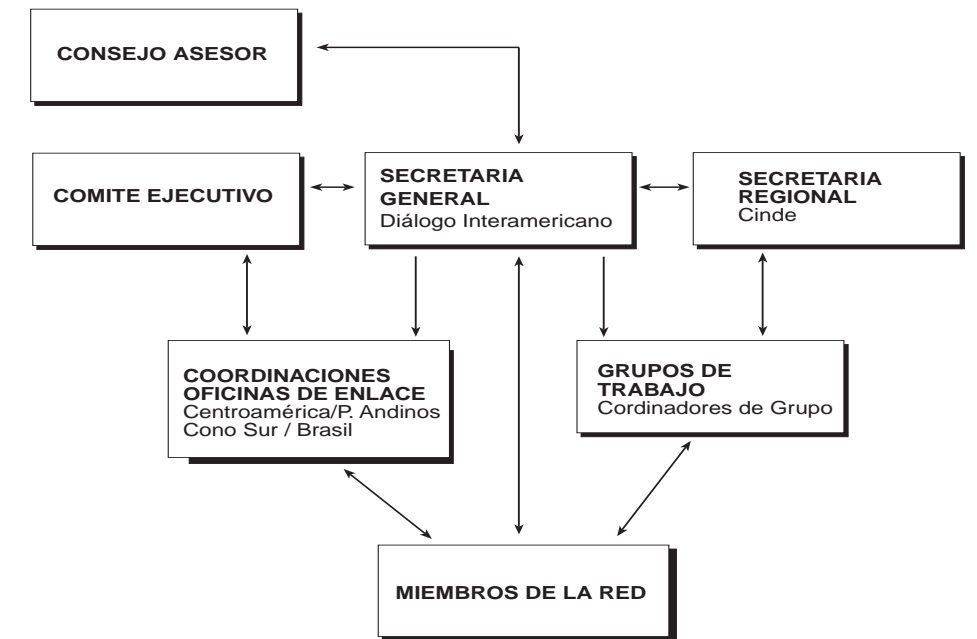 CONSEJO ASESOR
COMITE EJECUTIVO
SECRETARIA
GENERAL
Diálogo Interamericano
SECRETARIA
REGIONAL
Cinde
COORDINACIONES
OFICINAS DE ENLACE
Centroamérica/P. Andinos
Cono Sur / Brasil
GRUPOS DE
TRABAJO
Cordinadores de Grupo
MIEMBROS DE LA RED